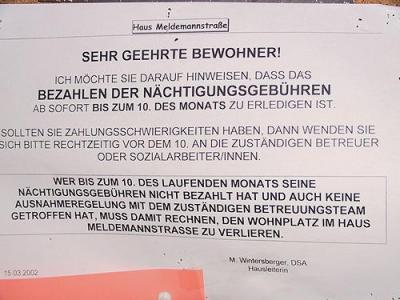 Haus Meldemannstraße
SEHR GEEHRTE BEWOHNER!
ICH MÖCHTE SIE DARAUF HINWEISEN, DASS DAS
BEZAHLEN DER NÄCHTIGUNGSGEBÜHREN
AB SOFORT BIS ZUM 10. DES MONATS ZU ERLEDIGEN IST.
SOLLTEN SIE ZAHLUNGSSCHWIERIGKEITEN HABEN, DANN WENDEN SIE
SICH BITTE RECHTZEITIG VOR DEM 10. AN DIE ZUSTÄNDIGEN BETREUER
ODER SOZIALARBEITER/INNEN.
WER BIS ZUM 10. DES LAUFENDEN MONATS SEINE
NÄCHTIGUNGSGEBÜHREN NICHT BEZAHLT HAT UND AUCH KEINE
AUSNAHMEREGELUNG MIT DEM ZUSTÄNDIGEN BETREUUNGSTEAM
GETROFFEN HAT, MUSS DAMIT RECHNEN, DEN WOHNPLATZ IM HAUS
MELDEMANNSTRASSE ZU VERLIEREN.
M. Wintersberger, DSA
Hausleiterin
15.03.2002